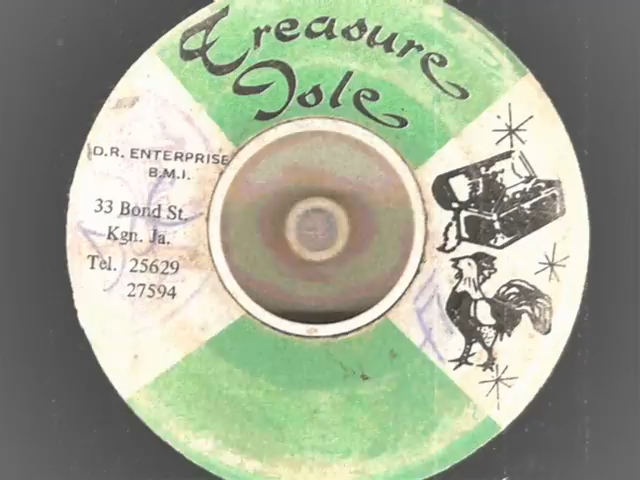 Treasure
Isle
D.R. ENTERPRISE
B.M.I.
33 Bond St.
Kgn. Ja.
Tel. 25629
27594